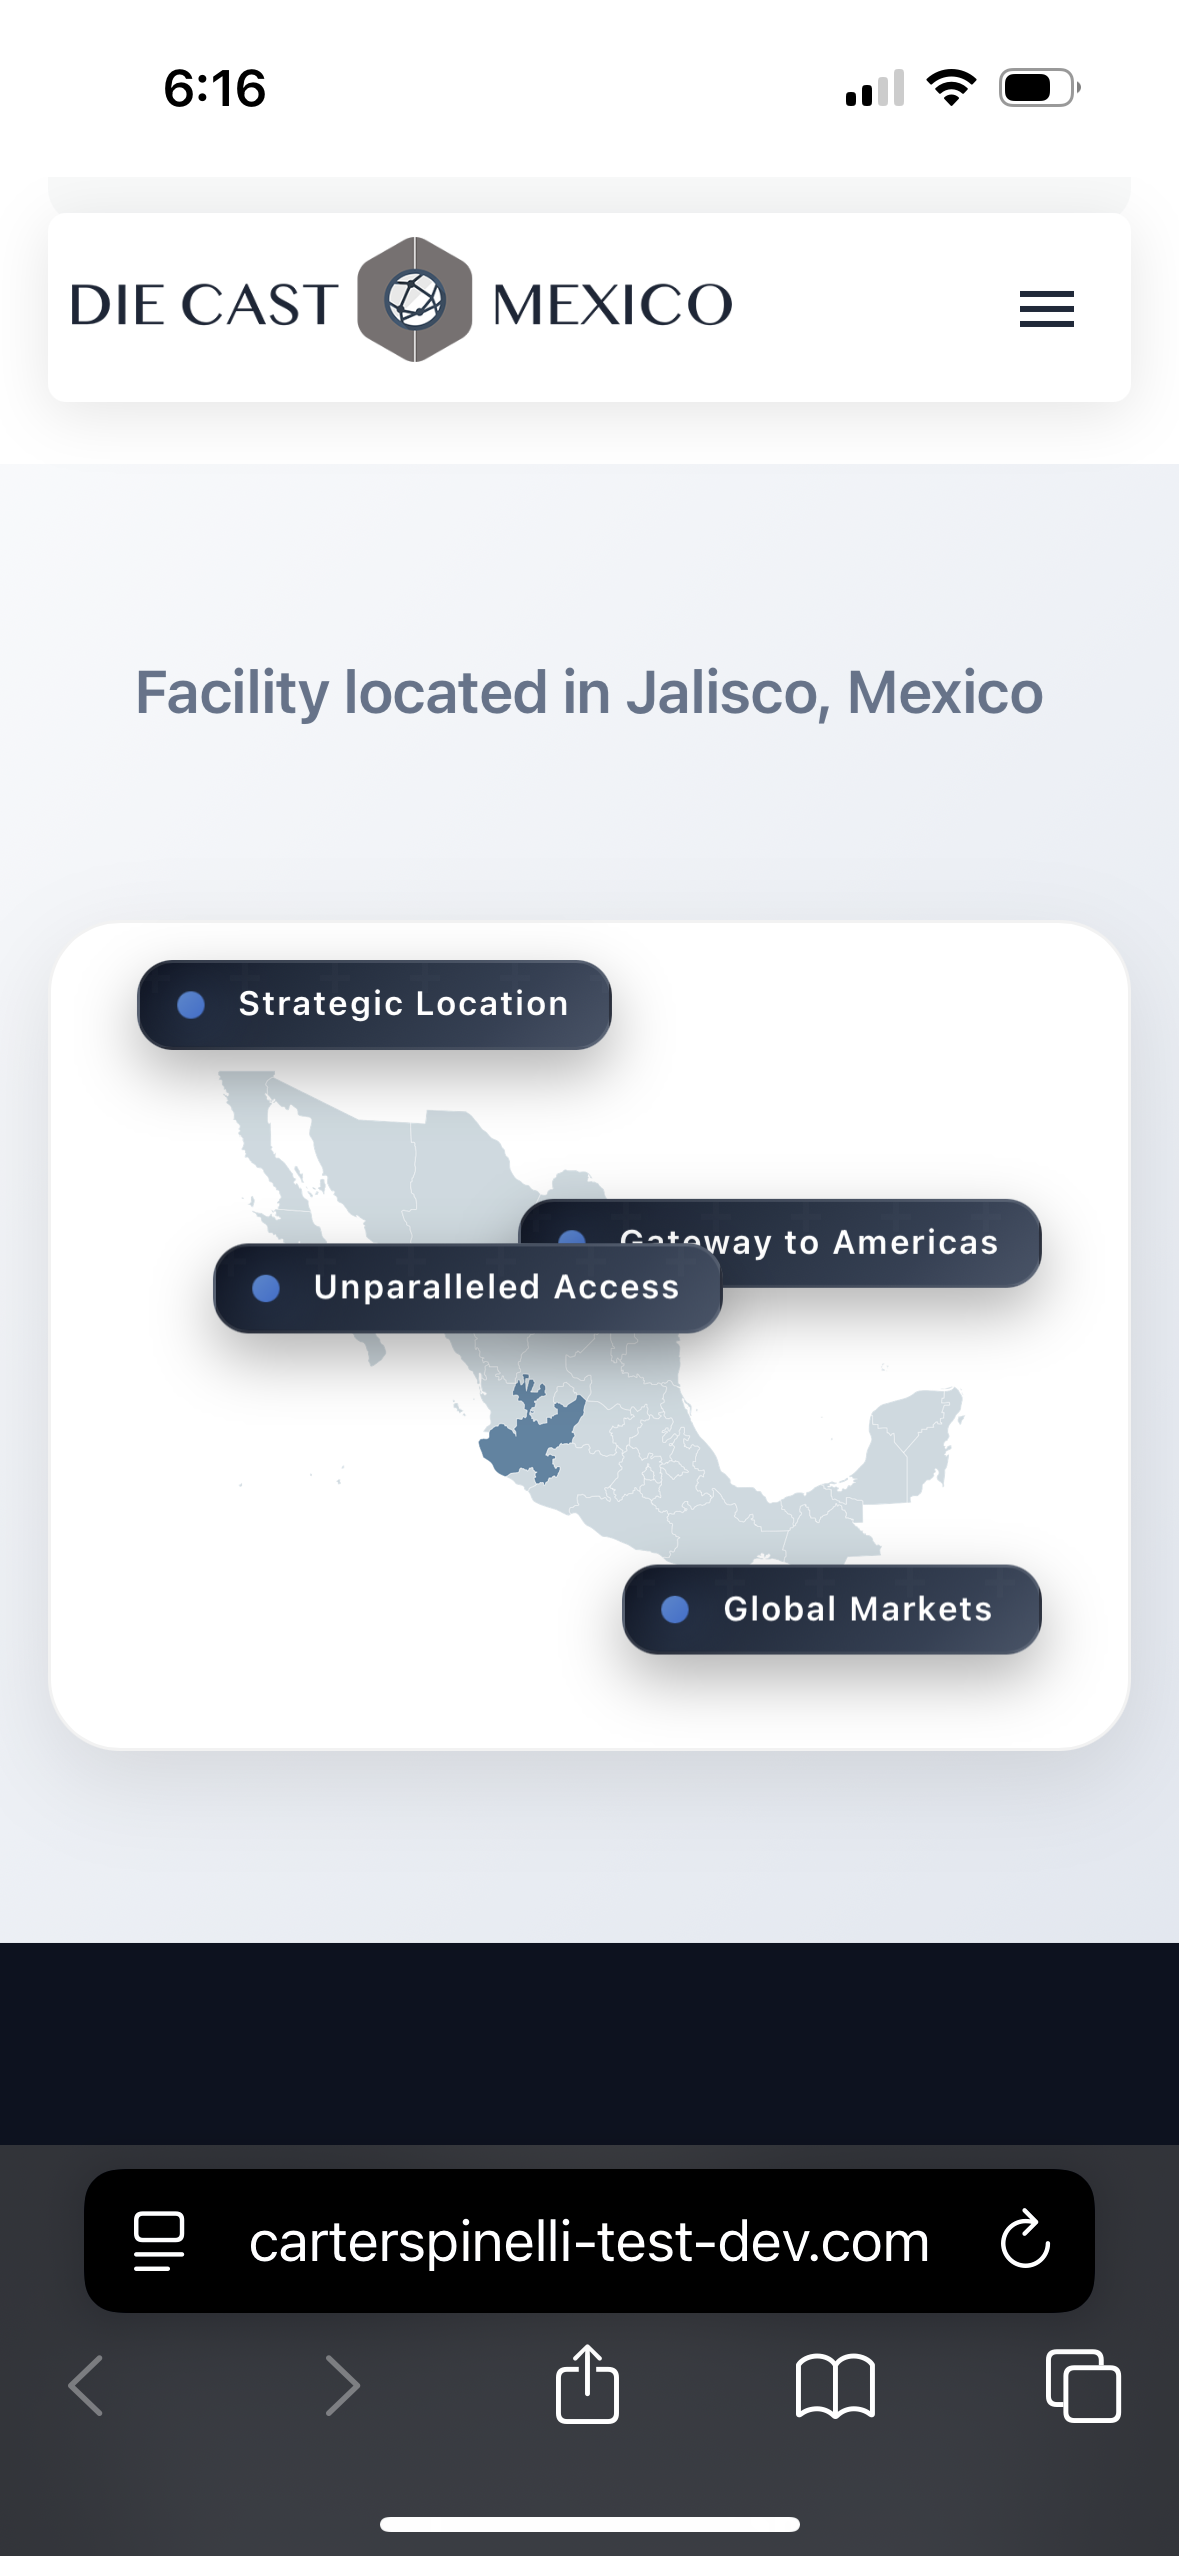 6:16
DIE CAST MEXICO
Facility located in Jalisco, Mexico
Strategic Location
Gateway to Americas
Unparalleled Access
Global Markets
carterspinelli-test-dev.com